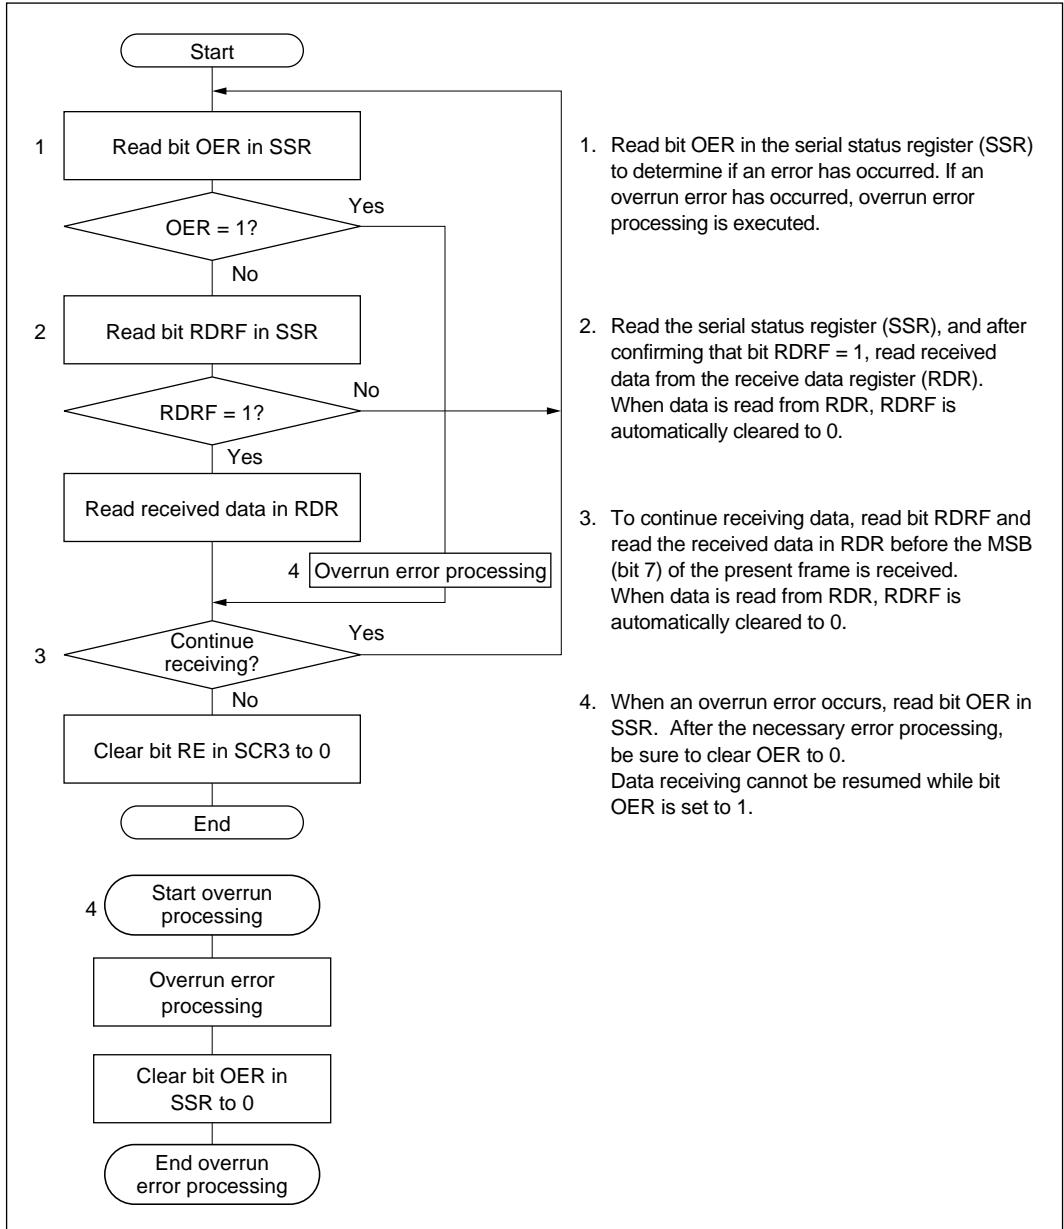 Start
1
Read bit OER in SSR
OER = 1?
Yes
No
2
Read bit RDRF in SSR
RDRF = 1?
No
Yes
Read received data in RDR
4
Overrun error processing
3
Continue
receiving?
Yes
No
Clear bit RE in SCR3 to 0
End
4
Start overrun
processing
Overrun error
processing
Clear bit OER in
SSR to 0
End overrun
error processing
1. Read bit OER in the serial status register (SSR)
to determine if an error has occurred. If an
overrun error has occurred, overrun error
processing is executed.
2. Read the serial status register (SSR), and after
confirming that bit RDRF = 1, read received
data from the receive data register (RDR).
When data is read from RDR, RDRF is
automatically cleared to 0.
3. To continue receiving data, read bit RDRF and
read the received data in RDR before the MSB
(bit 7) of the present frame is received.
When data is read from RDR, RDRF is
automatically cleared to 0.
4. When an overrun error occurs, read bit OER in
SSR. After the necessary error processing,
be sure to clear OER to 0.
Data receiving cannot be resumed while bit
OER is set to 1.